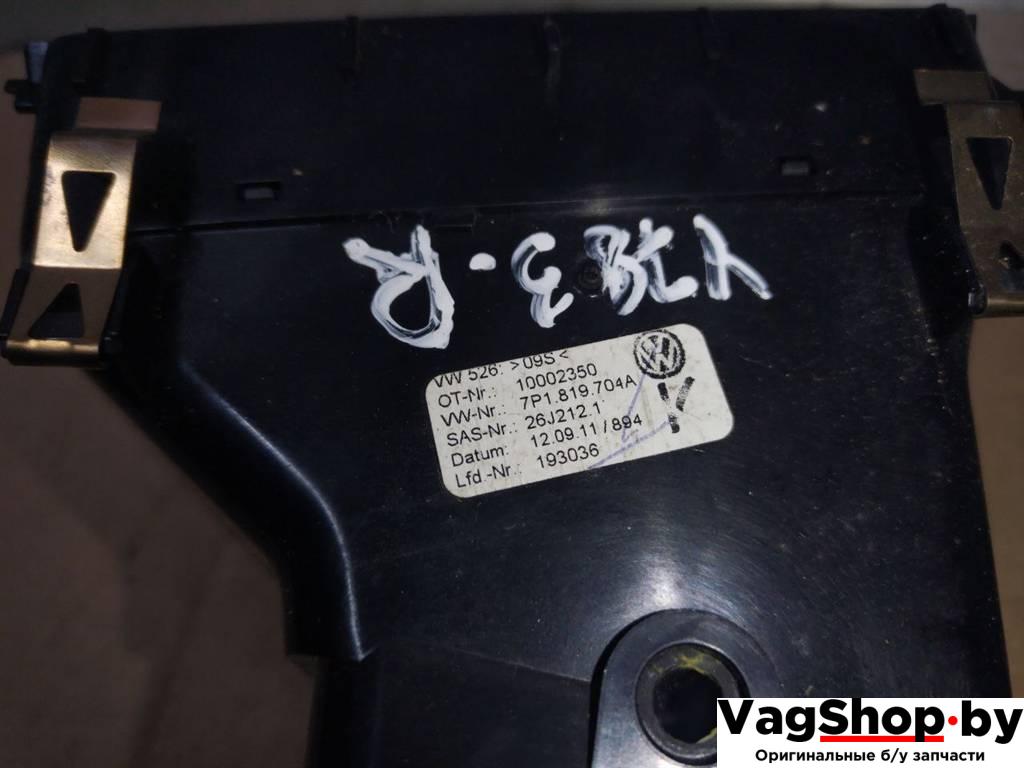 VW 526: >09S<
OT-Nr.: 10002350
VW-Nr.: 7P1.819.704A
SAS-Nr.: 26J212.1
Datum: 12.09.11 / 894
Lfd.-Nr.: 193036
VagShop.by
Оригинальные б/у запчасти